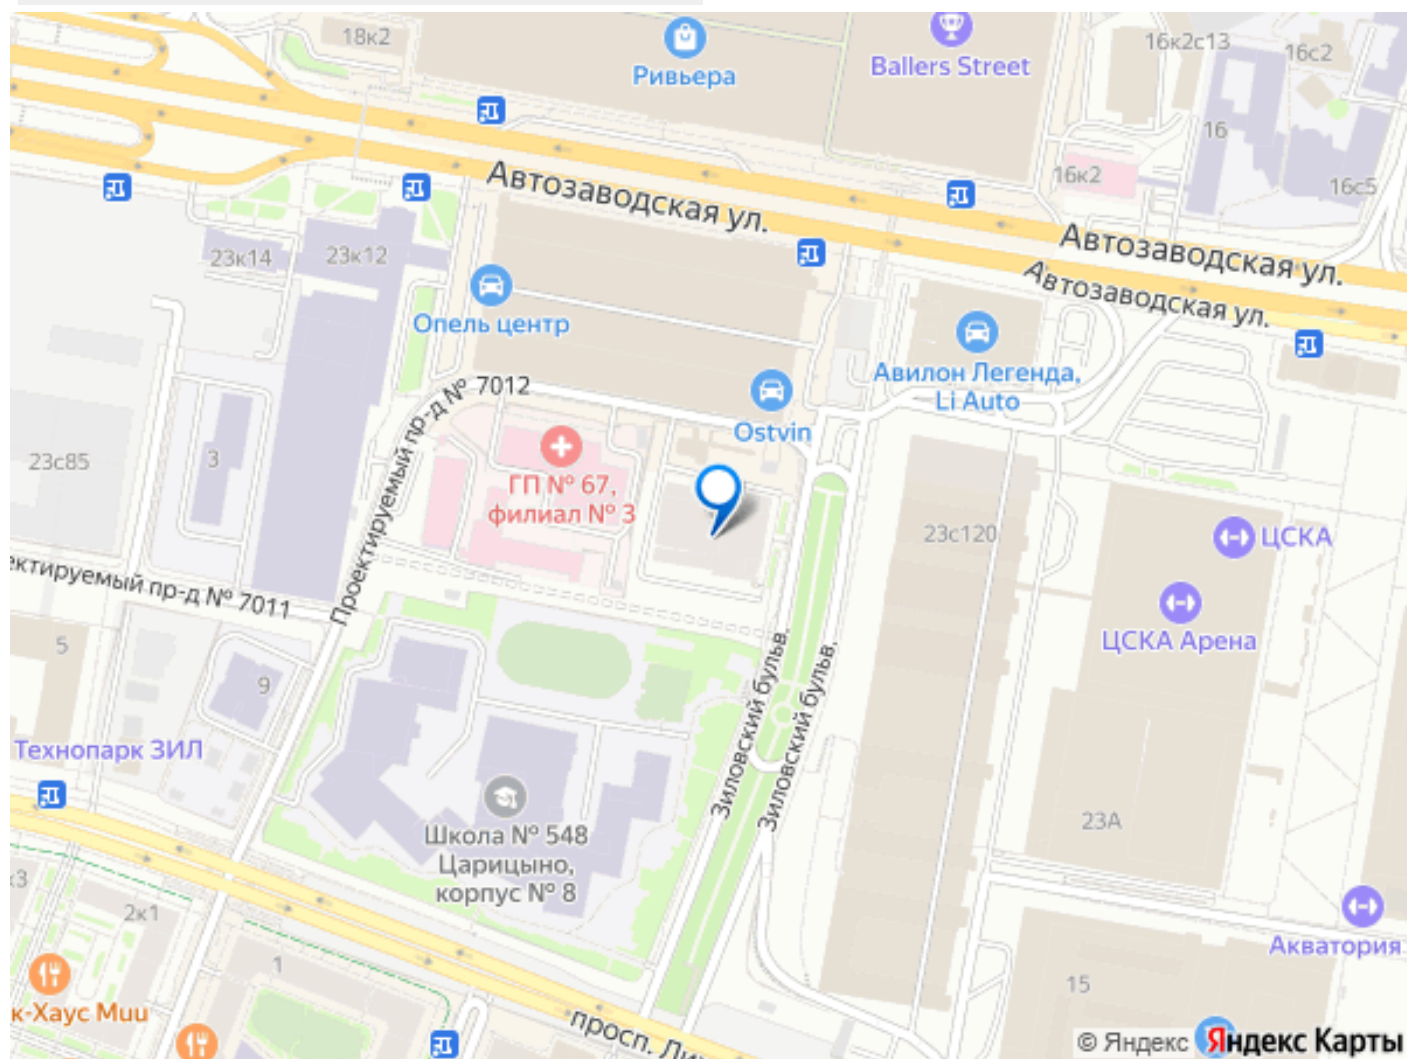 18к2
Ривьера
Ballers Street
16к2с13
16с2
16
16к2
16с5
Автозаводская ул.
Автозаводская ул.
Автозаводская ул.
23к14
23к12
Опель центр
Авилон Легенда,
Li Auto
Ostvin
Проектируемый пр-д № 7012
23с85
3
ГП № 67,
филиал № 3
23с120
ЦСКА
ЦСКА Арена
ектируемый пр-д № 7011
5
9
Технопарк ЗИЛ
Зиловский бульв.
Зиловский бульв.
Школа № 548
Царицыно,
корпус № 8
23А
к3
2к1
1
Акватория
15
к-Хаус Muu
просп. Ли
© Яндекс
Яндекс Карты